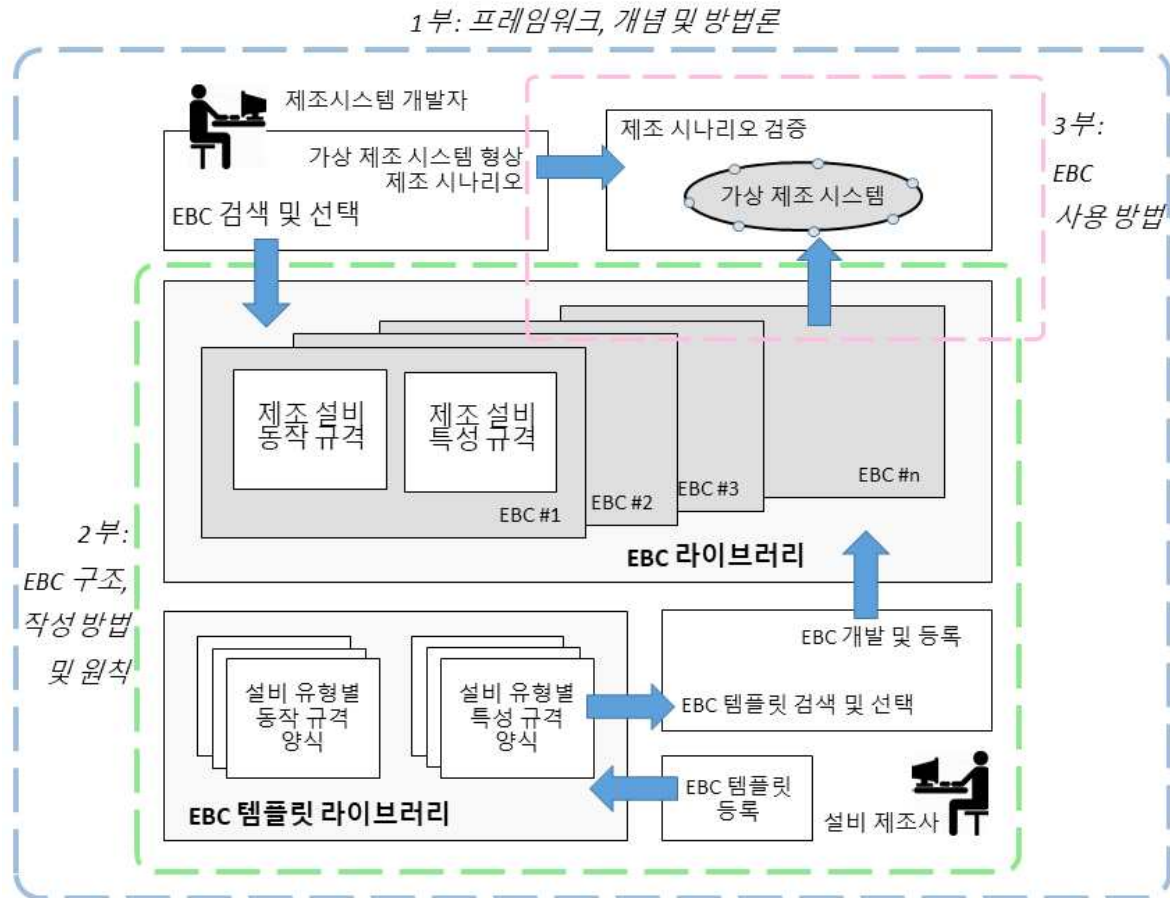 1부: 프레임워크, 개념 및 방법론
제조시스템 개발자
가상 제조 시스템 형상
제조 시나리오
EBC 검색 및 선택
제조 시나리오 검증
가상 제조 시스템
3부:
EBC
사용 방법
제조 설비
동작 규격
제조 설비
특성 규격
EBC #1
EBC #2
EBC #3
EBC #n
EBC 라이브러리
2부:
EBC 구조,
작성 방법
및 원칙
설비 유형별
동작 규격
양식
설비 유형별
특성 규격
양식
EBC 템플릿 라이브러리
EBC 개발 및 등록
EBC 템플릿 검색 및 선택
EBC 템플릿
등록
설비 제조사